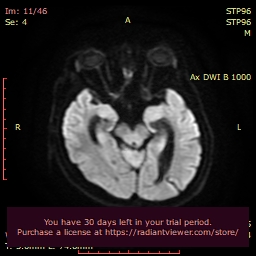 Im: 11/46
Se: 4
STP96
STP96
M
A
Ax DWI B 1000
R
L
You have 30 days left in your trial period.
Purchase a license at https://radiantviewer.com/store/